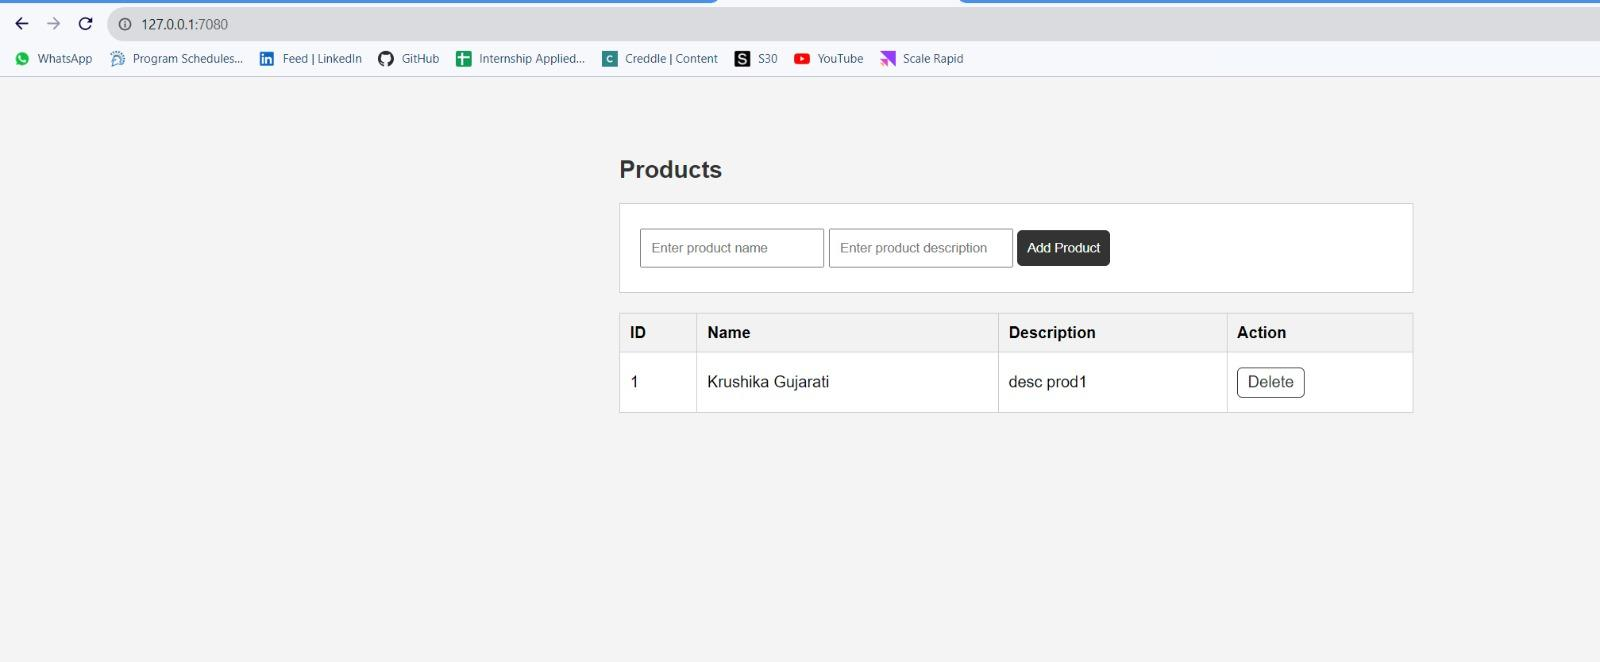 127.0.0.1:7080
WhatsApp Program Schedules... Feed | LinkedIn GitHub Internship Applied... Creddle | Content S30 YouTube Scale Rapid
Products
Enter product name Enter product description Add Product
ID Name Description Action
1 Krushika Gujarati desc prod1 Delete